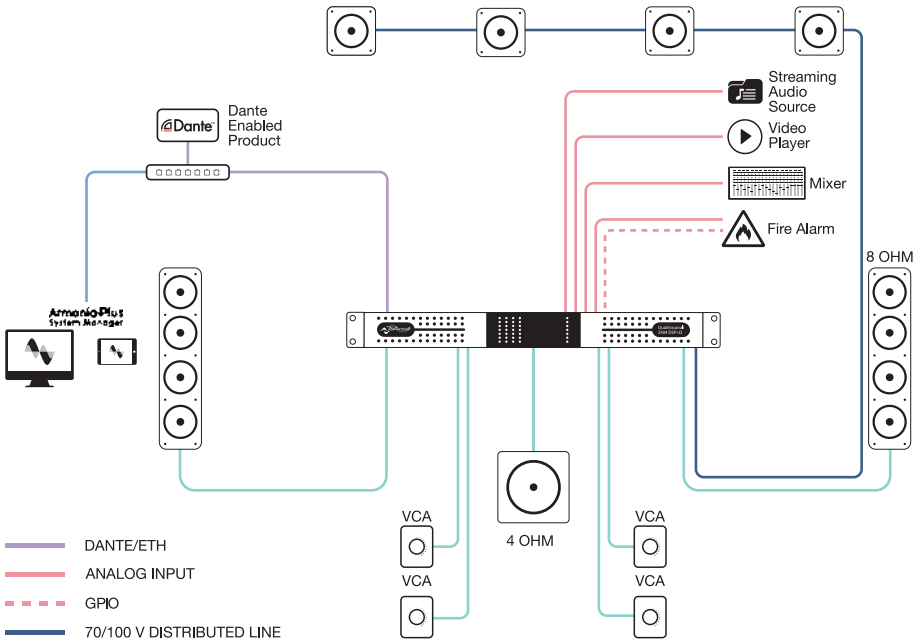 Streaming
Audio
Source
Dante
Dante
Enabled
Product
Video
Player
Mixer
Fire Alarm
8 OHM
System Manager
VCA
VCA
4 OHM
VCA
VCA
DANTE/ETH
ANALOG INPUT
GPIO
70/100 V DISTRIBUTED LINE